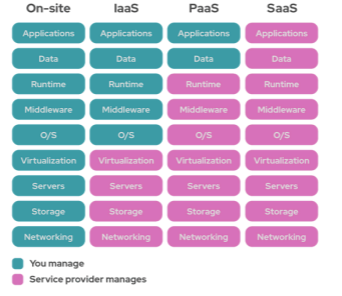 On-site IaaS PaaS SaaS
Applications Applications Applications Applications
Data Data Data Data
Runtime Runtime Runtime Runtime
Middleware Middleware Middleware Middleware
O/S O/S O/S O/S
Virtualization Virtualization Virtualization Virtualization
Servers Servers Servers Servers
Storage Storage Storage Storage
Networking Networking Networking Networking
You manage
Service provider manages